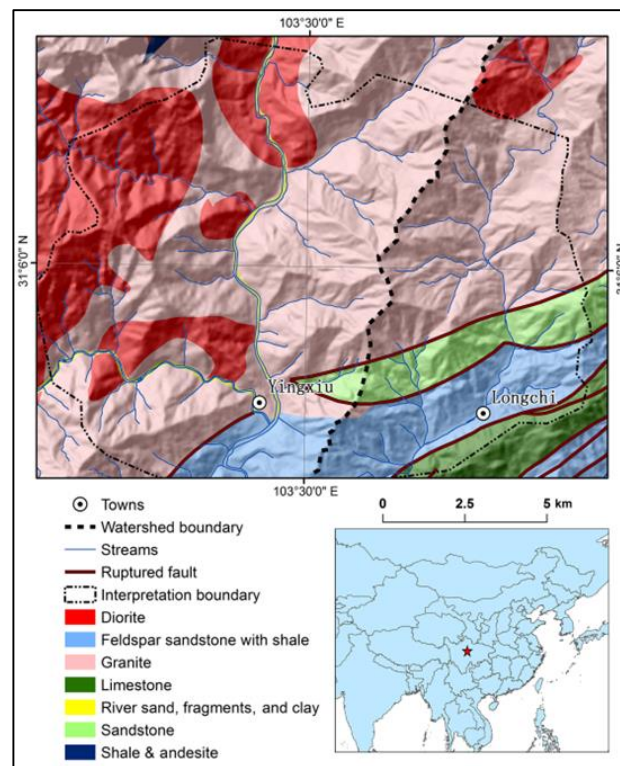 103°30'0" E
31°6'0" N
Yingxiu
Longchi
103°30'0" E
Towns
Watershed boundary
Streams
Ruptured fault
Interpretation boundary
Diorite
Feldspar sandstone with shale
Granite
Limestone
River sand, fragments, and clay
Sandstone
Shale & andesite
0 2.5 5 km